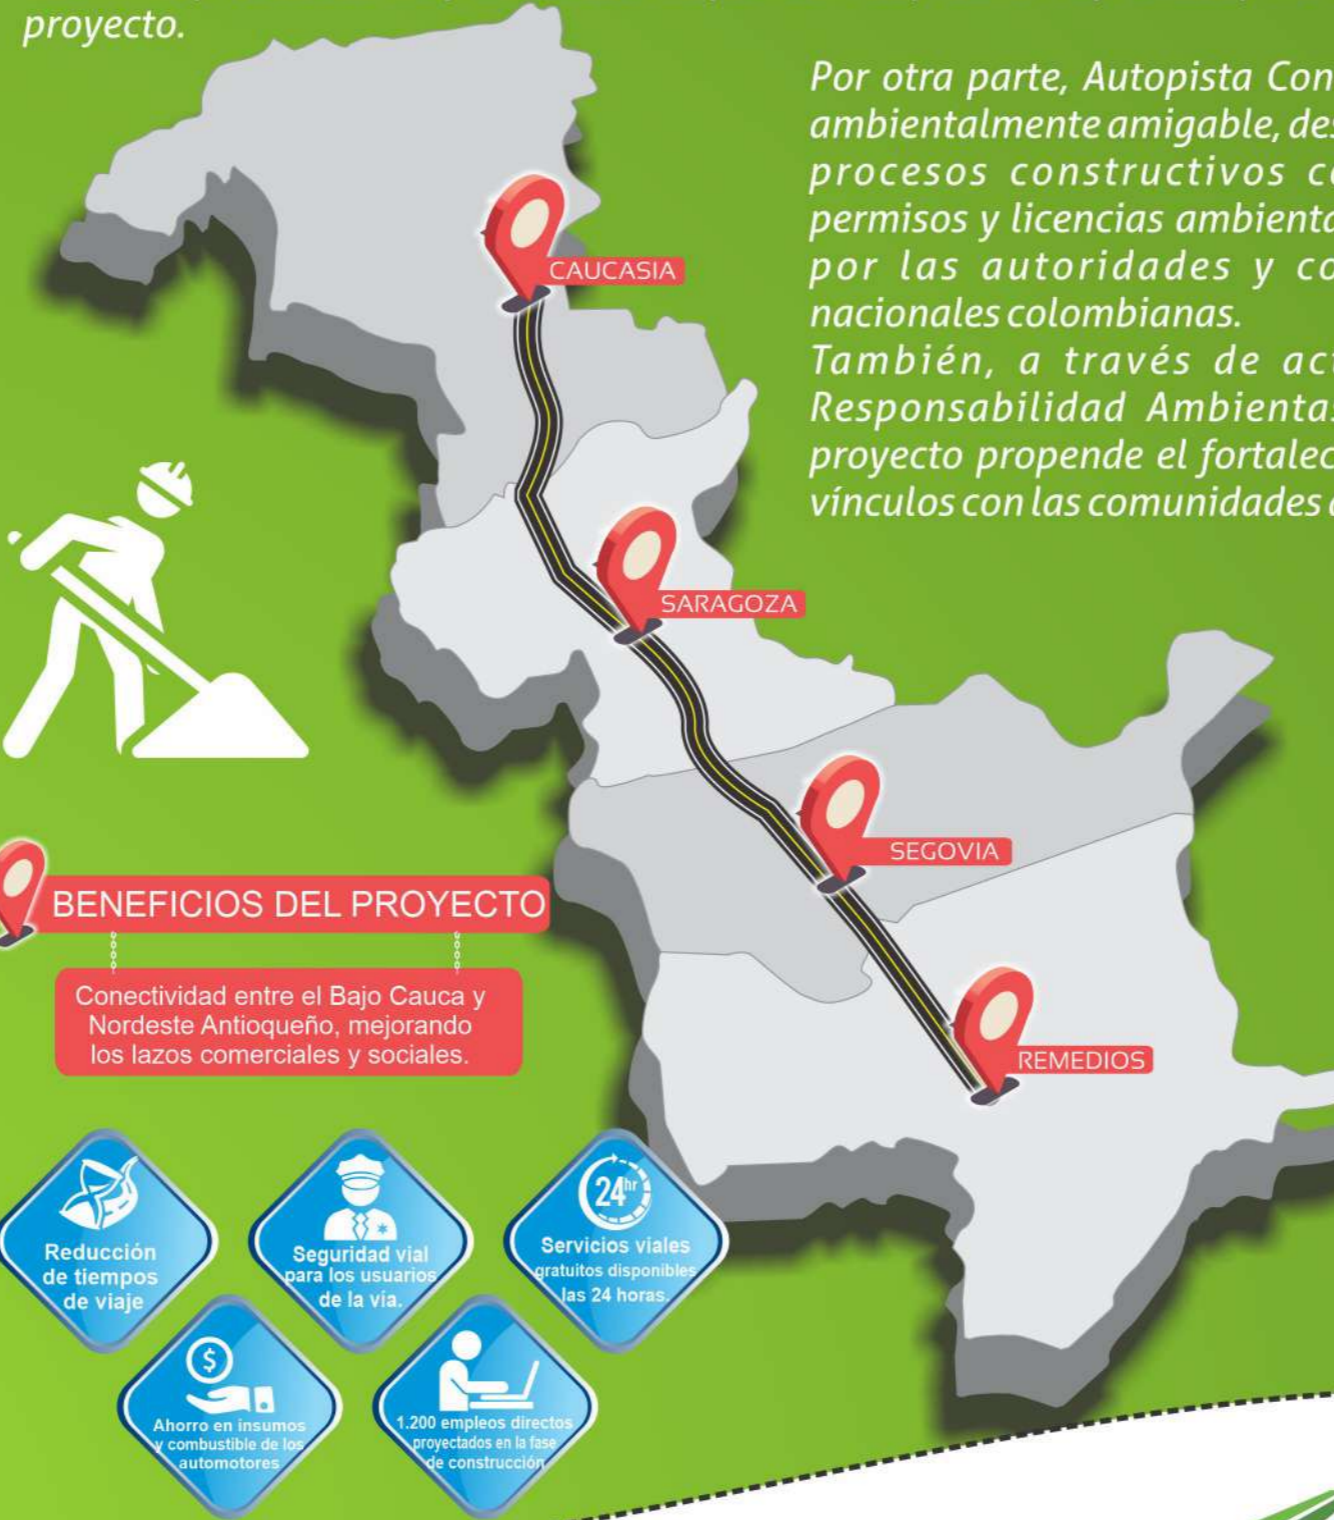 proyecto.
Por otra parte, Autopista Con
ambientalmente amigable, des
procesos constructivos co
permisos y licencias ambienta
por las autoridades y co
nacionales colombianas.
También, a través de act
Responsabilidad Ambienta
proyecto propende el fortalec
vínculos con las comunidades
CAUCASIA
SARAGOZA
SEGOVIA
REMEDIOS
BENEFICIOS DEL PROYECTO
Conectividad entre el Bajo Cauca y
Nordeste Antioqueño, mejorando
los lazos comerciales y sociales.
Reducción
de tiempos
de viaje
Seguridad vial
para los usuarios
de la vía.
24hr
Servicios viales
gratuitos disponibles
las 24 horas.
$
Ahorro en insumos
y combustible de los
automotores
1.200 empleos directos
proyectados en la fase
de construcción